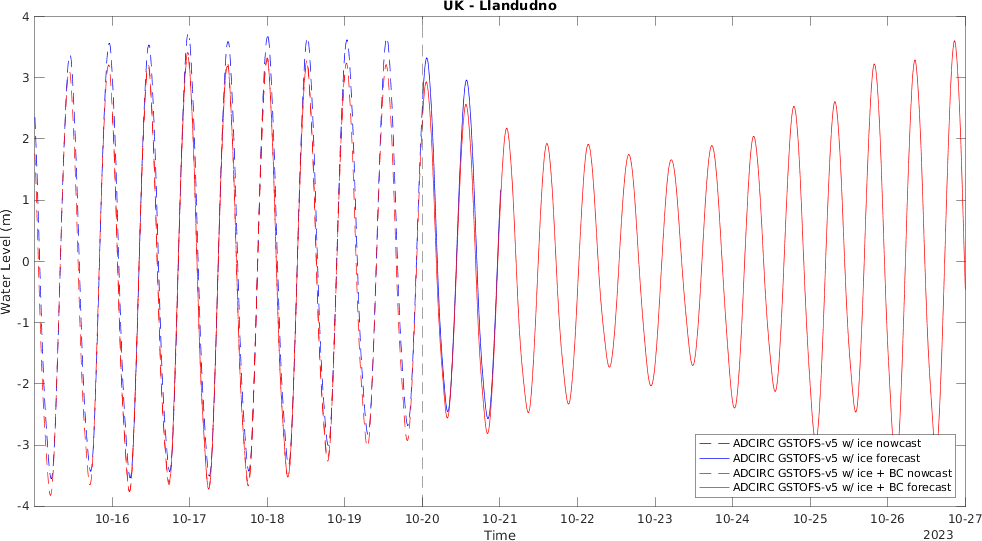 UK - Llandudno
4
3
2
1
0
-1
-2
-3
-4
Water Level (m)
ADCIRC GSTOFS-v5 w/ ice nowcast
ADCIRC GSTOFS-v5 w/ ice forecast
ADCIRC GSTOFS-v5 w/ ice + BC nowcast
ADCIRC GSTOFS-v5 w/ ice + BC forecast
10-16 10-17 10-18 10-19 10-20 10-21 10-22 10-23 10-24 10-25 10-26 10-27
Time
2023